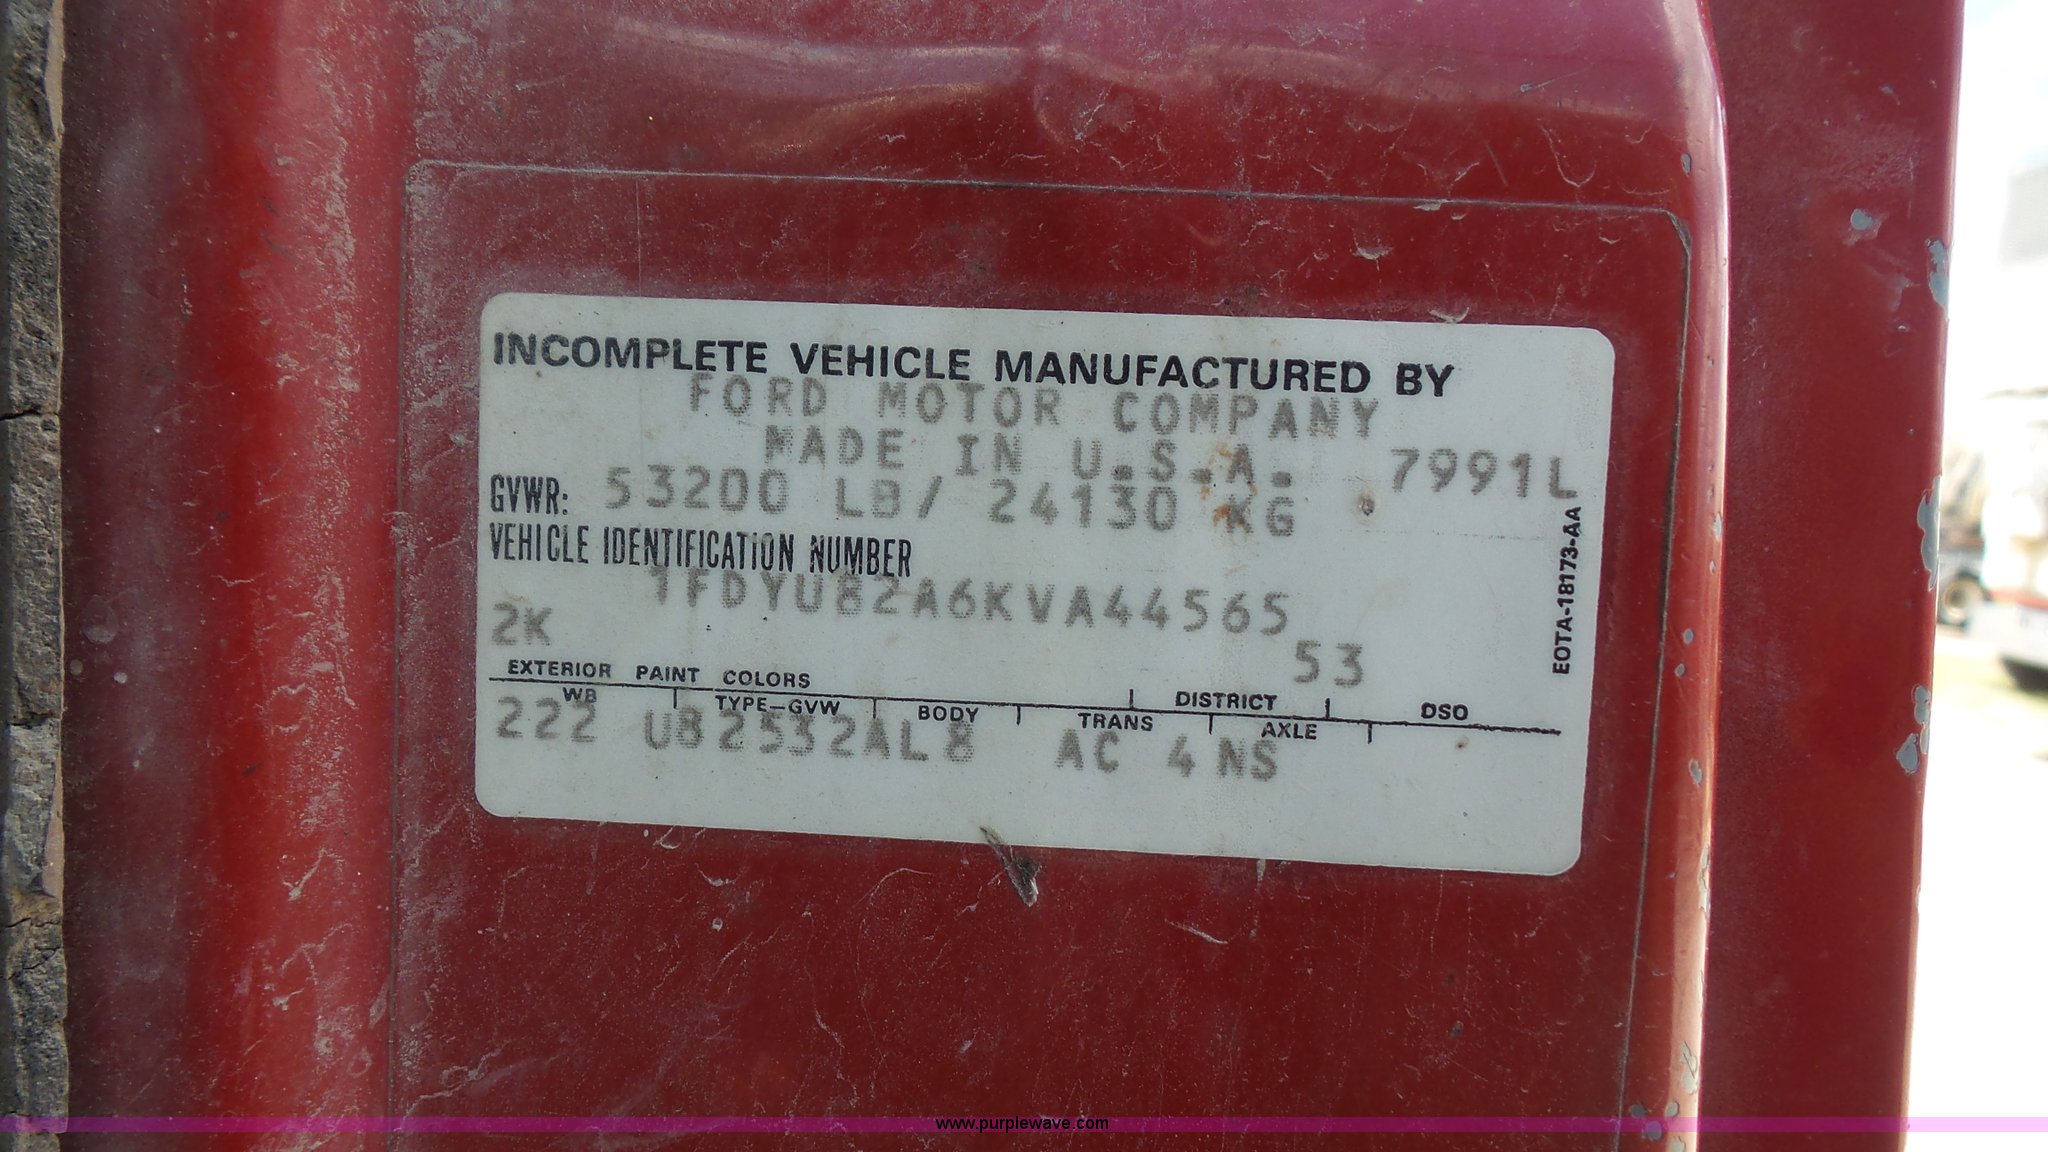 INCOMPLETE VEHICLE MANUFACTURED BY
FORD MOTOR COMPANY
MADE IN U.S.A. 7991L
GVWR: 53200 LB/ 24130 KG
VEHICLE IDENTIFICATION NUMBER
1FDYU82A6KVA44565
2K 53
EXTERIOR PAINT COLORS DISTRICT DSO
WB TYPE-GVW BODY TRANS AXLE
222 U82532AL8 AC 4NS
EOTA-18173-AA
www.purplewave.com